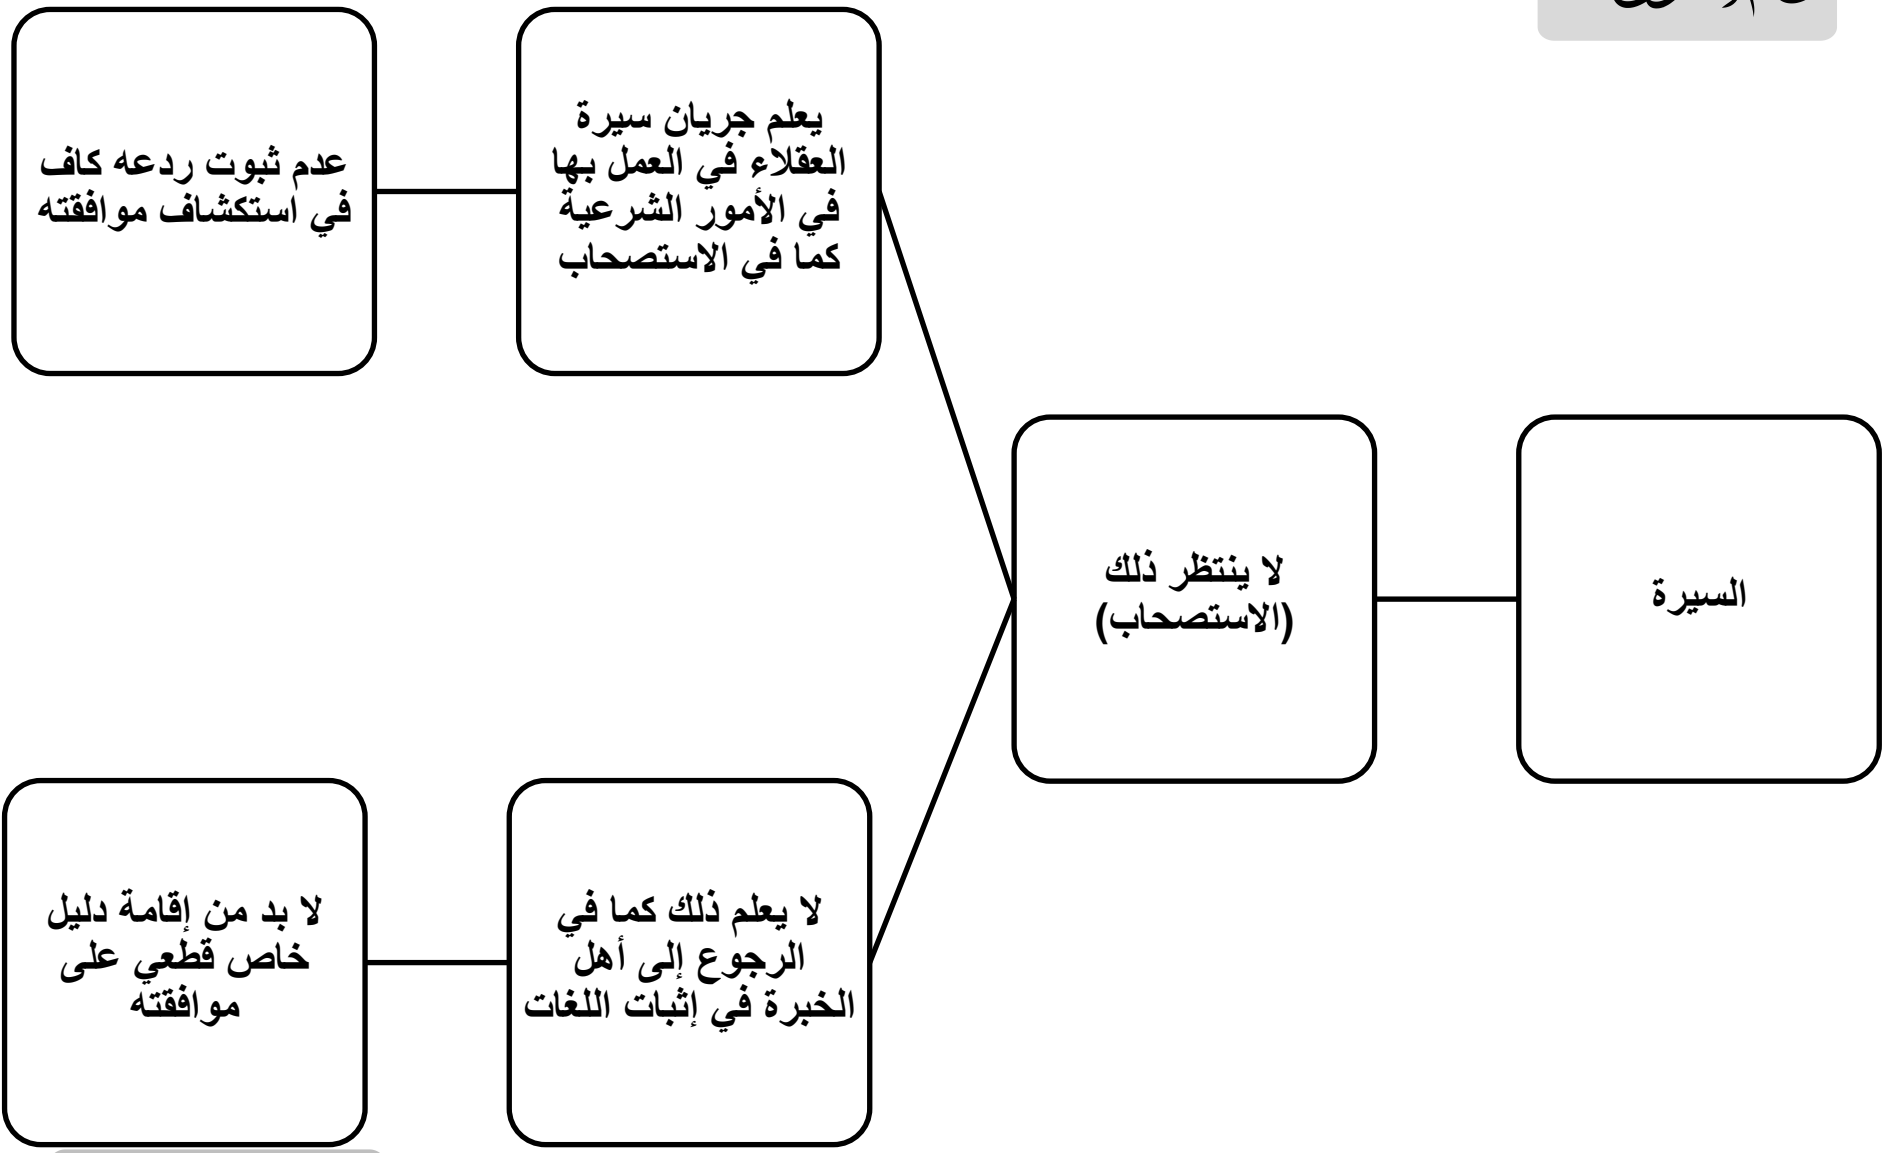 السيرة
لا ينتظر ذلك
(الاستصحاب)
يعلم جريان سيرة
العقلاء في العمل بها
في الأمور الشرعية
كما في الاستصحاب
عدم ثبوت ردعه كاف
في استكشاف موافقته
لا يعلم ذلك كما في
الرجوع إلى أهل
الخبرة في إثبات اللغات
لا بد من إقامة دليل
خاص قطعي على
موافقته